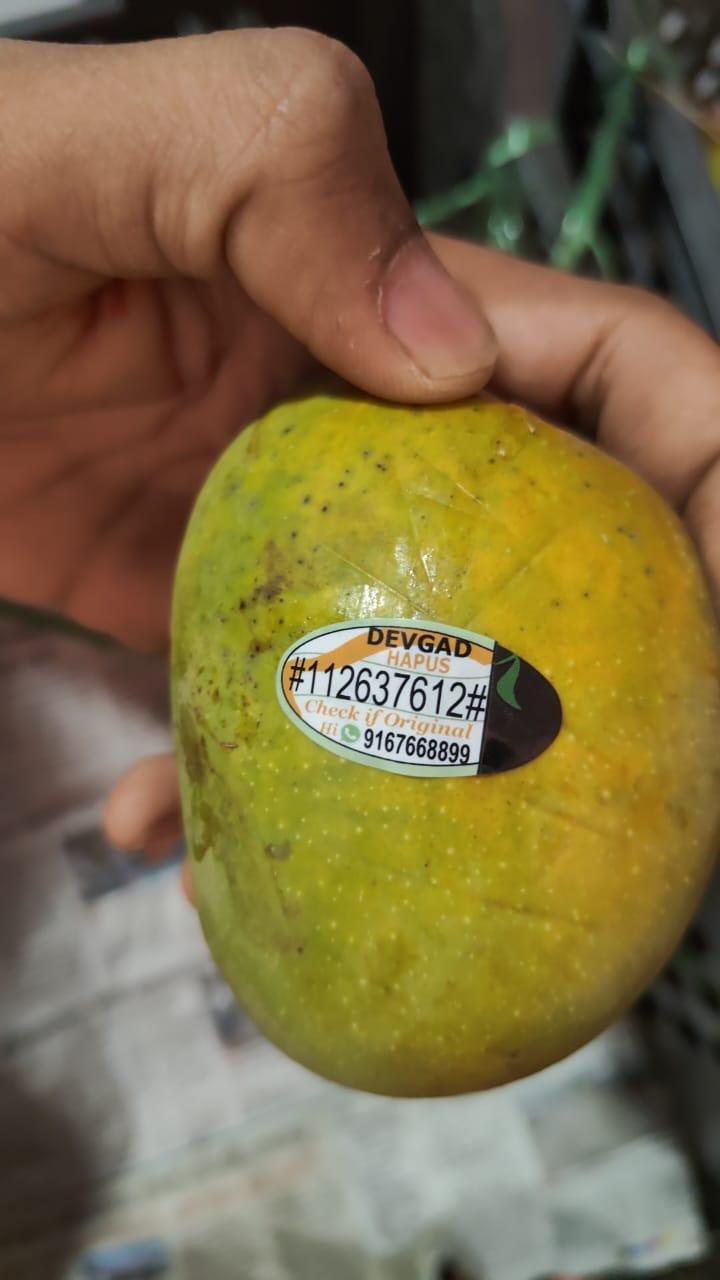 DEVGAD
HAPUS
#112637612#
Check if Original
Hi 9167668899